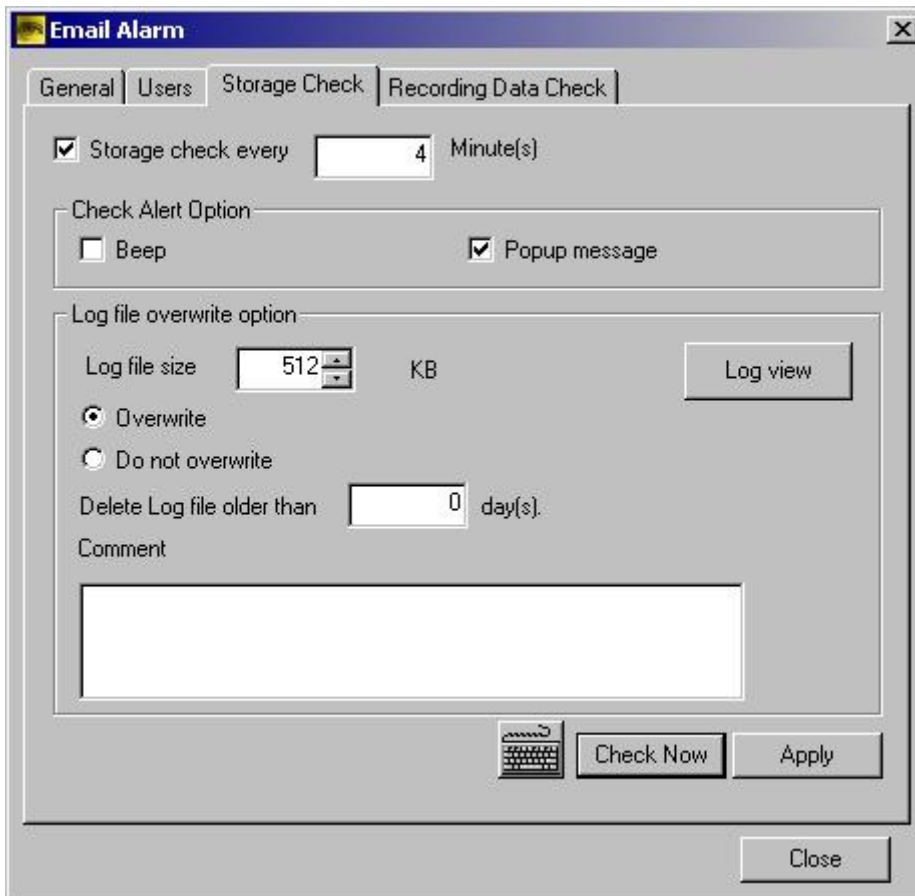 Email Alarm
General Users Storage Check Recording Data Check
Storage check every 4 Minute(s)
Check Alert Option
Beep Popup message
Log file overwrite option
Log file size 512 KB Log view
Overwrite
Do not overwrite
Delete Log file older than 0 day(s).
Comment
Check Now Apply
Close